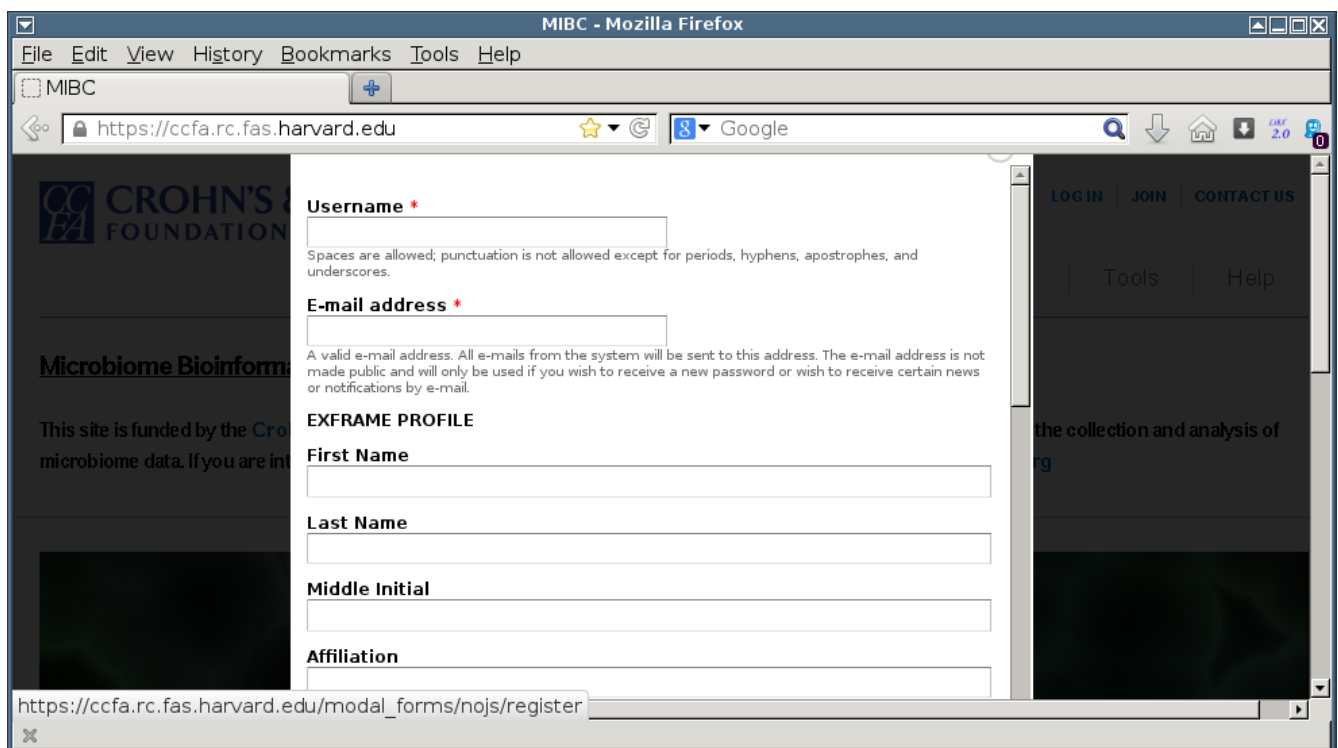 MIBC - Mozilla Firefox
File Edit View History Bookmarks Tools Help
MIBC
https://ccfa.rc.fas.harvard.edu
8 Google
CAKE 2.0
0
CCFA CROHN'S &
FOUNDATION
LOG IN JOIN CONTACT US
Tools Help
Username *
Spaces are allowed; punctuation is not allowed except for periods, hyphens, apostrophes, and
underscores.
E-mail address *
A valid e-mail address. All e-mails from the system will be sent to this address. The e-mail address is not
made public and will only be used if you wish to receive a new password or wish to receive certain news
or notifications by e-mail.
Microbiome Bioinforma
EXFRAME PROFILE
This site is funded by the Cro
the collection and analysis of
First Name
microbiome data. If you are int
rg
Last Name
Middle Initial
Affiliation
https://ccfa.rc.fas.harvard.edu/modal_forms/nojs/register